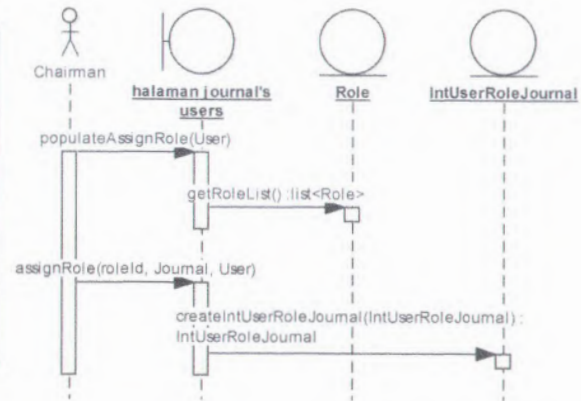 Chairman
halaman journal's
users
Role
IntUserRoleJournal
populateAssignRole(User)
getRoleList() :list<Role>
assignRole(roleId, Journal, User)
createIntUserRoleJournal(IntUserRoleJournal) :
IntUserRoleJournal